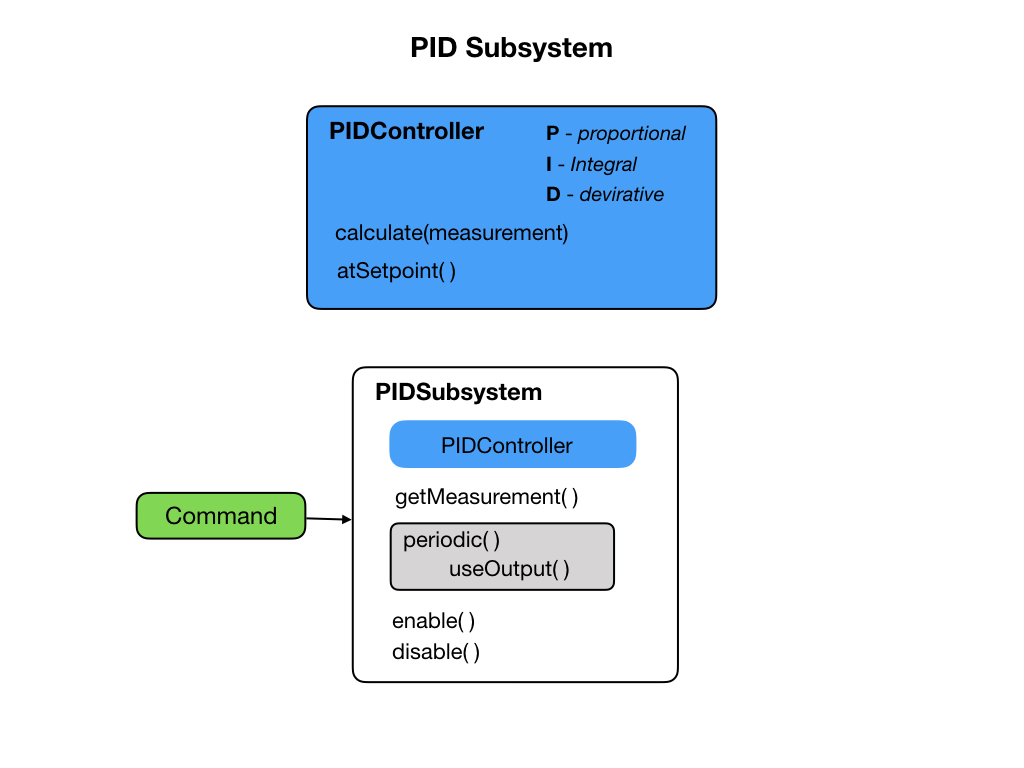 PID Subsystem
PIDController
P - proportional
I - Integral
D - devirative
calculate(measurement)
atSetpoint( )
PIDSubsystem
PIDController
getMeasurement( )
Command
periodic( )
useOutput( )
enable( )
disable( )